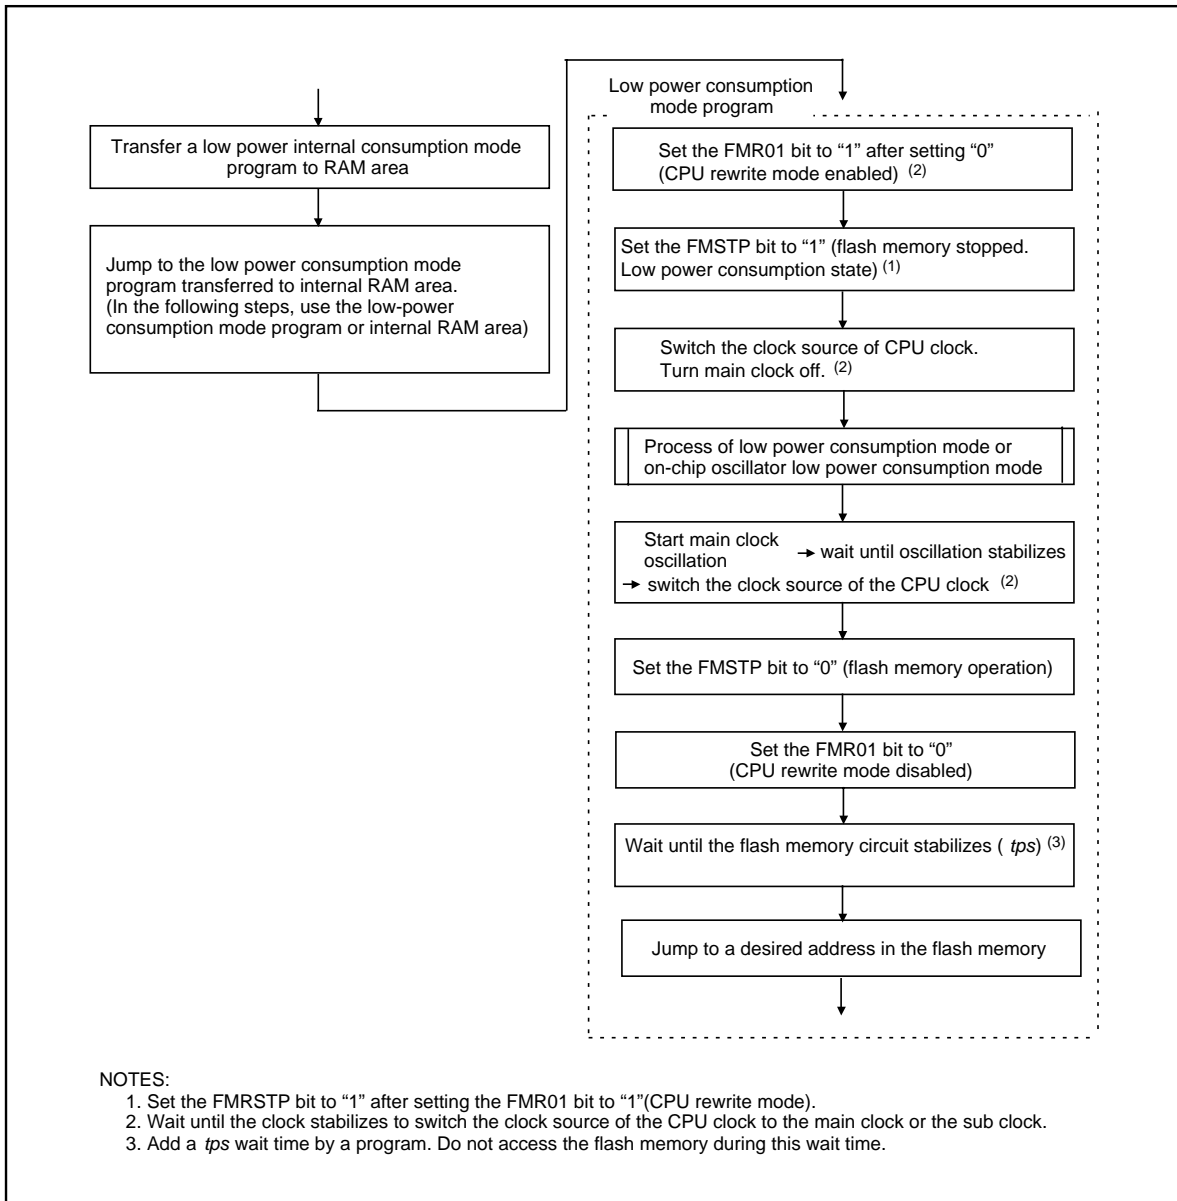 Transfer a low power internal consumption mode
program to RAM area
Jump to the low power consumption mode
program transferred to internal RAM area.
(In the following steps, use the low-power
consumption mode program or internal RAM area)
Low power consumption
mode program
Set the FMR01 bit to “1” after setting “0”
(CPU rewrite mode enabled) (2)
Set the FMSTP bit to “1” (flash memory stopped.
Low power consumption state) (1)
Switch the clock source of CPU clock.
Turn main clock off. (2)
Process of low power consumption mode or
on-chip oscillator low power consumption mode
Start main clock → wait until oscillation stabilizes
oscillation
→ switch the clock source of the CPU clock (2)
Set the FMSTP bit to “0” (flash memory operation)
Set the FMR01 bit to “0”
(CPU rewrite mode disabled)
Wait until the flash memory circuit stabilizes ( tps) (3)
Jump to a desired address in the flash memory
NOTES:
1. Set the FMRSTP bit to “1” after setting the FMR01 bit to “1”(CPU rewrite mode).
2. Wait until the clock stabilizes to switch the clock source of the CPU clock to the main clock or the sub clock.
3. Add a tps wait time by a program. Do not access the flash memory during this wait time.